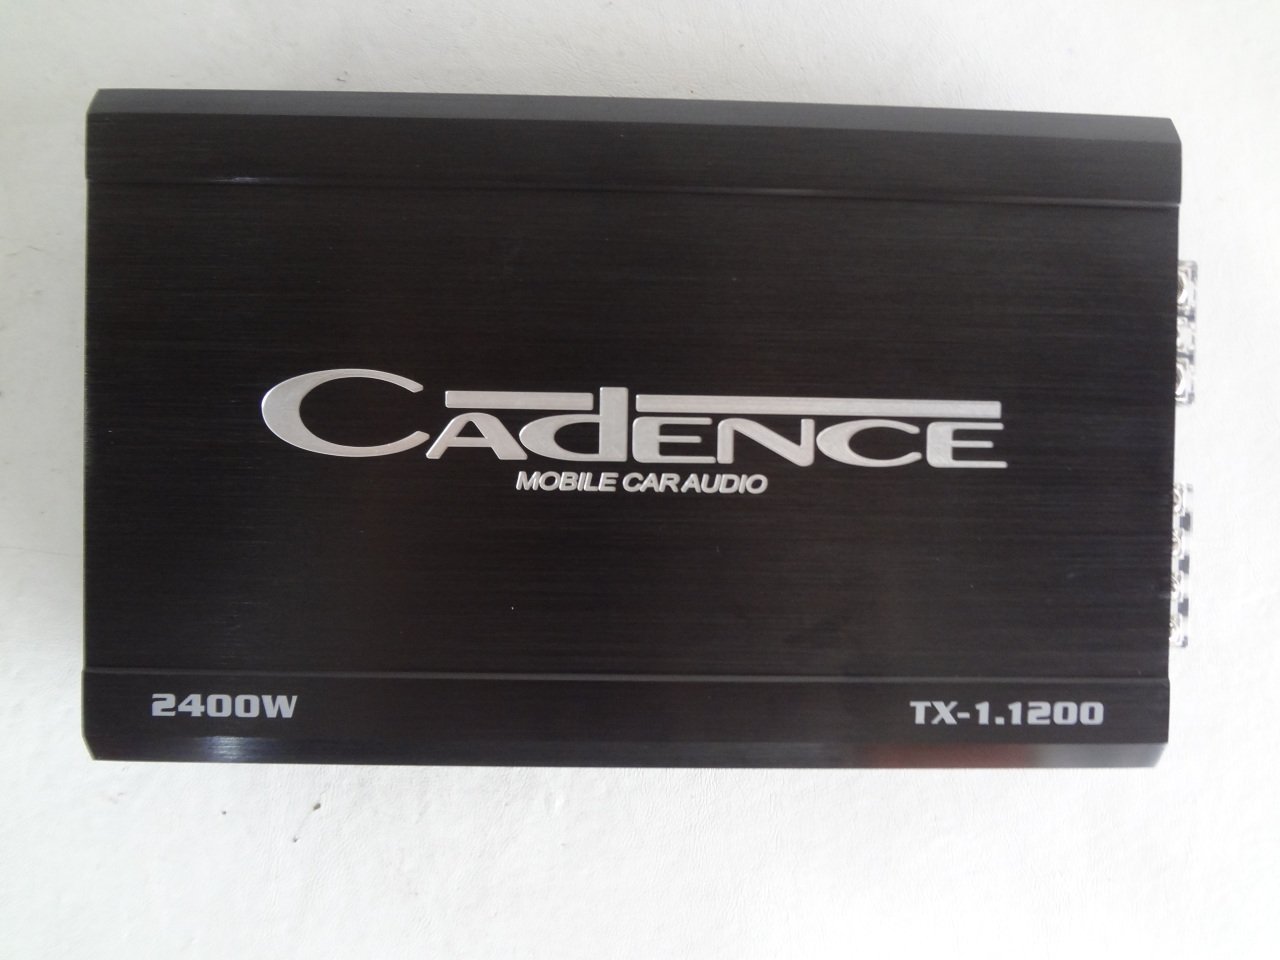 CADENCE
MOBILE CAR AUDIO
2400W
TX-1.1200